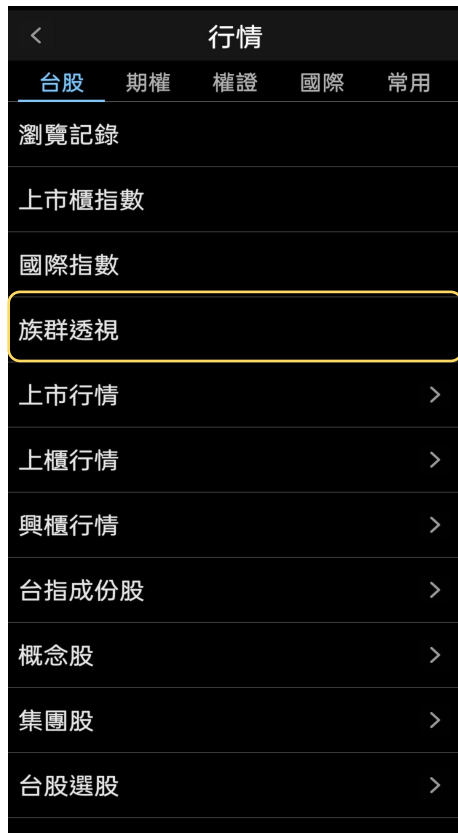 行情
台股 期權 權證 國際 常用
瀏覽記錄
上市櫃指數
國際指數
族群透視
上市行情
上櫃行情
興櫃行情
台指成份股
概念股
集團股
台股選股